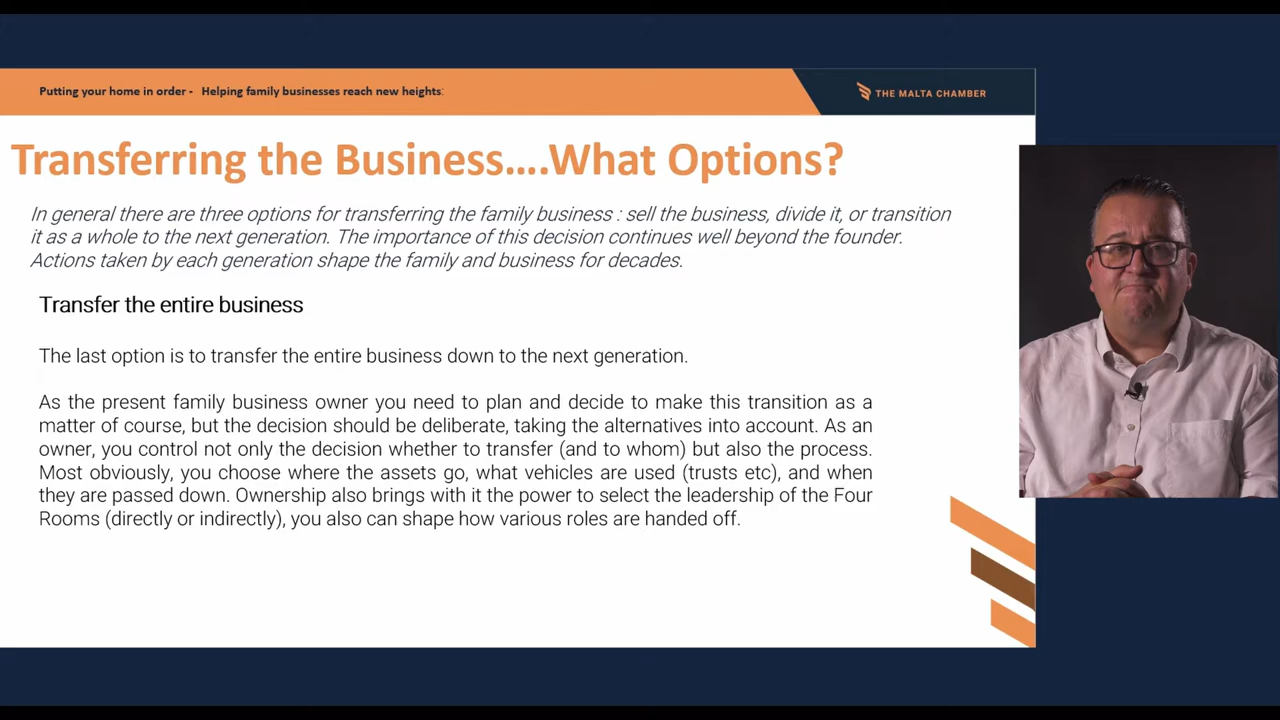 Putting your home in order -   Helping family businesses reach new heights:
THE MALTA CHAMBER
Transferring the Business….What Options?
In general there are three options for transferring the family business : sell the business, divide it, or transition
it as a whole to the next generation. The importance of this decision continues well beyond the founder.
Actions taken by each generation shape the family and business for decades.
Transfer the entire business
The last option is to transfer the entire business down to the next generation.
As the present family business owner you need to plan and decide to make this transition as a
matter of course, but the decision should be deliberate, taking the alternatives into account. As an
owner, you control not only the decision whether to transfer (and to whom) but also the process.
Most obviously, you choose where the assets go, what vehicles are used (trusts etc), and when
they are passed down. Ownership also brings with it the power to select the leadership of the Four
Rooms (directly or indirectly), you also can shape how various roles are handed off.